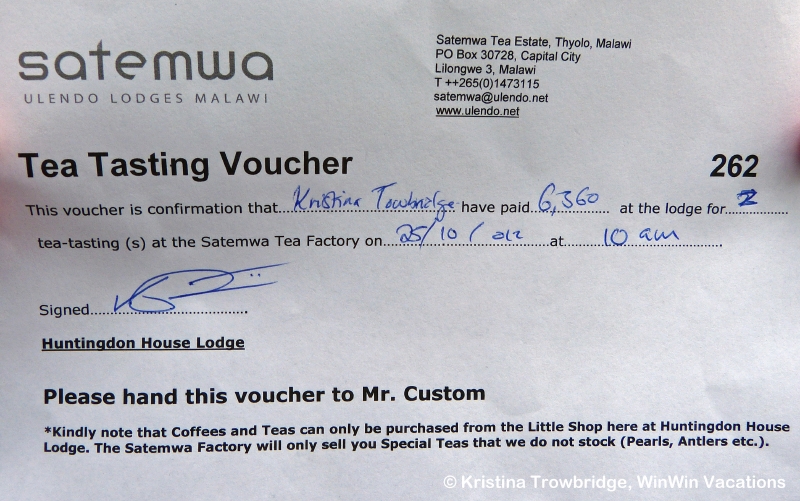 satemwa
ULENDO LODGES MALAWI
Satemwa Tea Estate, Thyolo, Malawi
PO Box 30728, Capital City
Lilongwe 3, Malawi
T ++265(0)1473115
satemwa@ulendo.net
www.ulendo.net
Tea Tasting Voucher 262
This voucher is confirmation that Kristina Towbridge have paid 6,360 at the lodge for 2
tea-tasting (s) at the Satemwa Tea Factory on 25/10/012 at 10 am
Signed
Huntingdon House Lodge
Please hand this voucher to Mr. Custom
*Kindly note that Coffees and Teas can only be purchased from the Little Shop here at Huntingdon House
Lodge. The Satemwa Factory will only sell you Special Teas that we do not stock (Pearls, Antlers etc.).
© Kristina Trowbridge, WinWin Vacations